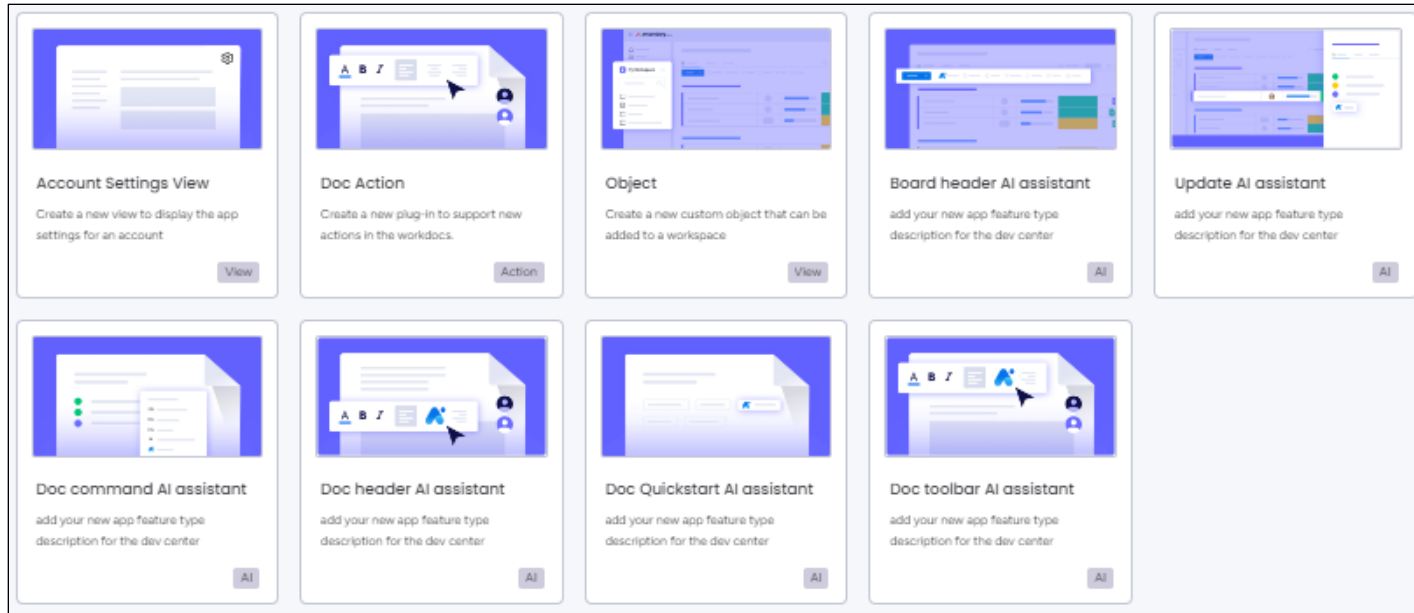 Account Settings View
Create a new view to display the app
settings for an account
View
Doc Action
Create a new plug-in to support new
actions in the workdocs.
Action
Object
Create a new custom object that can be
added to a workspace
View
Board header AI assistant
add your new app feature type
description for the dev center
AI
Update AI assistant
add your new app feature type
description for the dev center
AI
Doc command AI assistant
add your new app feature type
description for the dev center
AI
A B I
Doc header AI assistant
add your new app feature type
description for the dev center
AI
Doc Quickstart AI assistant
add your new app feature type
description for the dev center
AI
A B I
Doc toolbar AI assistant
add your new app feature type
description for the dev center
AI